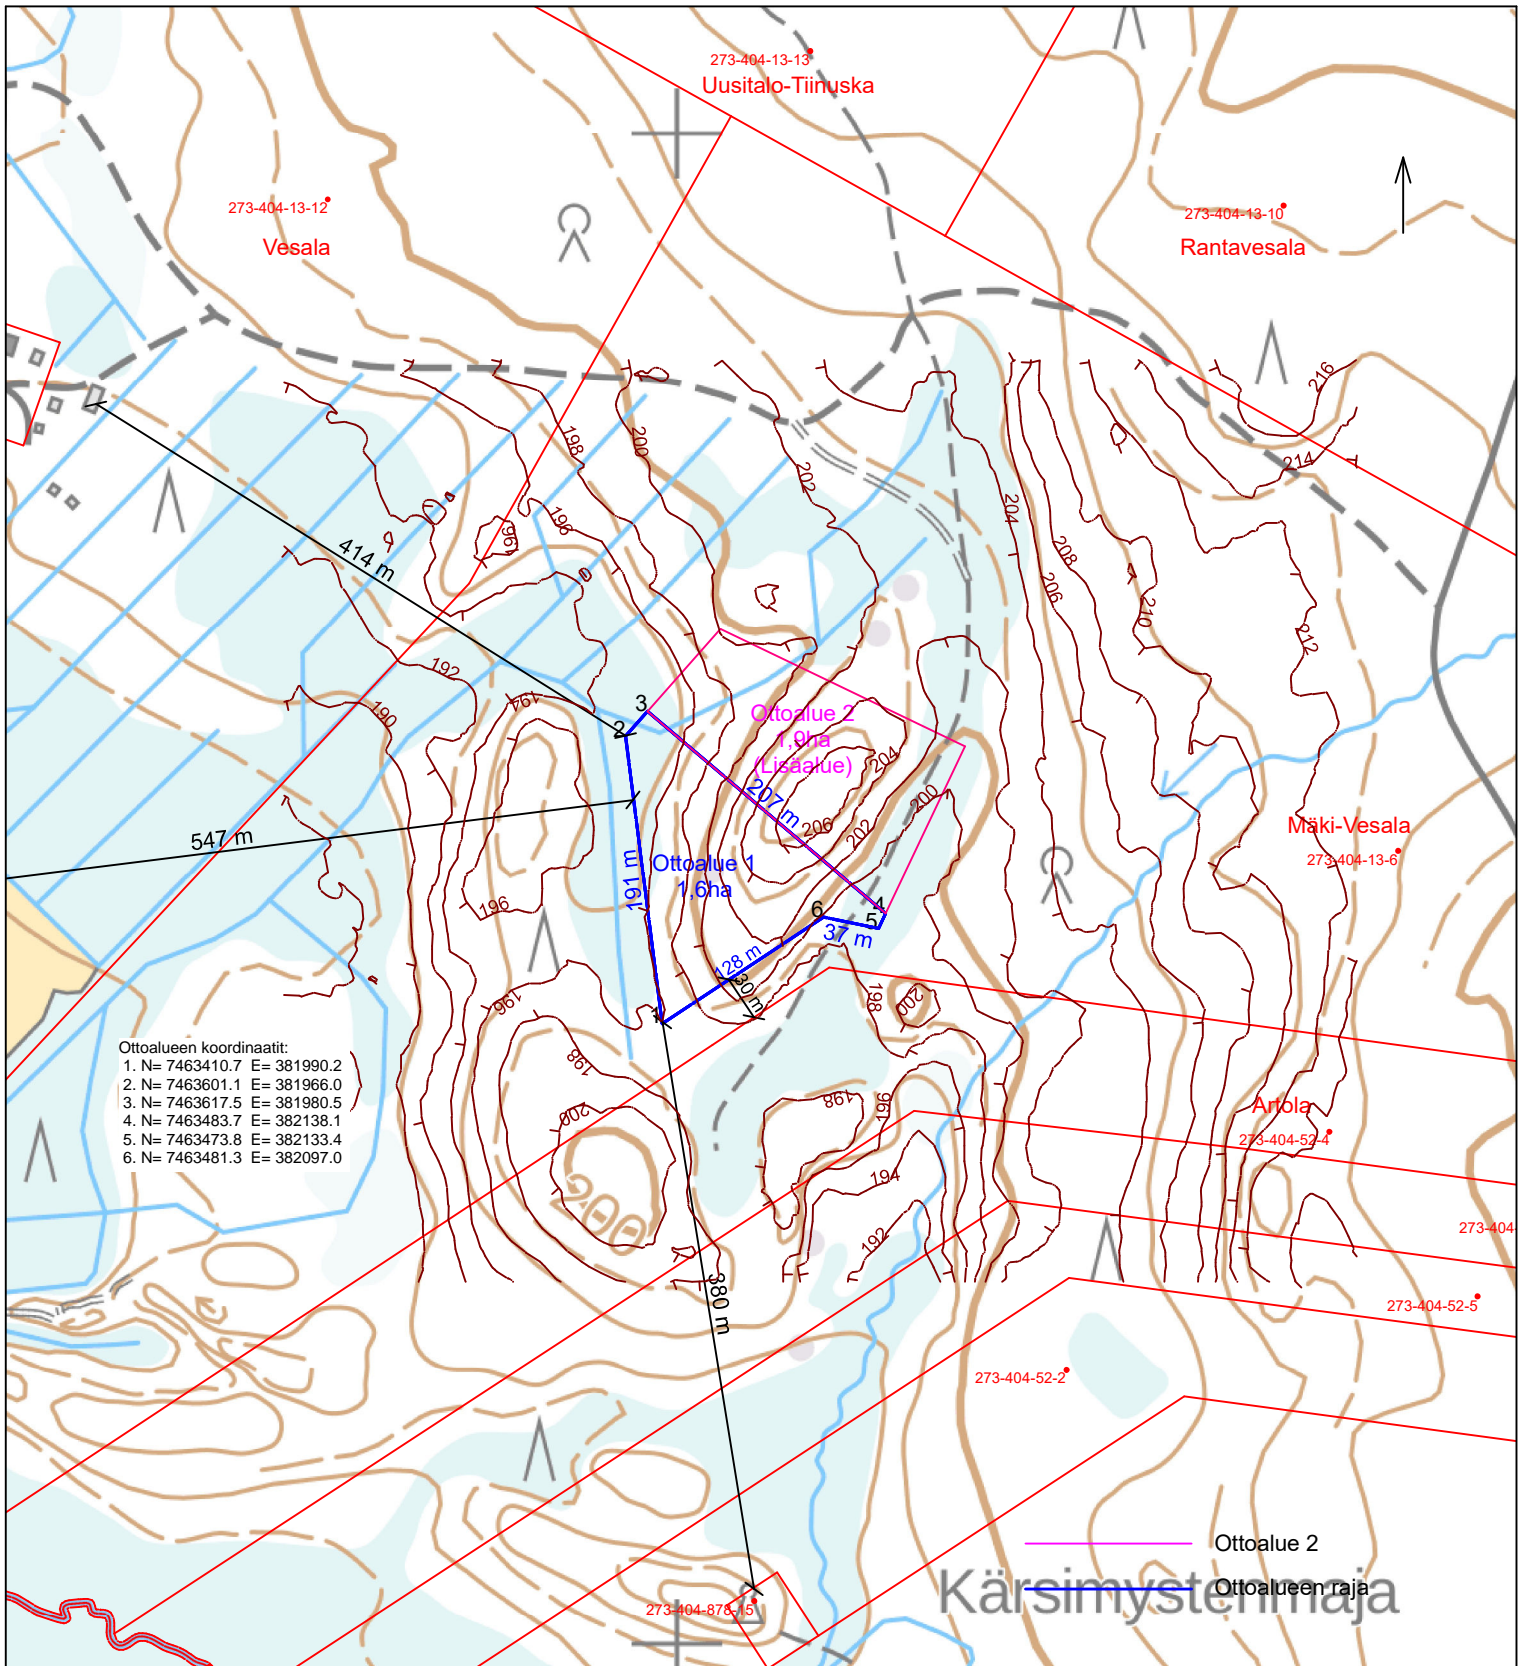 273-404-13-13
Uusitalo-Tiinuska
273-404-13-12
Vesala
273-404-13-10
Rantavesala
216
214
198
200
202
204
208
206
210
212
196
196
414 m
192
190
194
3
2
Ottoalue 2
1,9ha
(Lisäalue)
204
207 m
200
206
202
547 m
Ottoalue 1
1,6ha
191 m
Mäki-Vesala
273-404-13-6
196
4
6
5
37 m
128 m
30 m
1
196
198
200
198
200
198
196
194
192
Ottoalueen koordinaatit:
1. N= 7463410.7 E= 381990.2
2. N= 7463601.1 E= 381966.0
3. N= 7463617.5 E= 381980.5
4. N= 7463483.7 E= 382138.1
5. N= 7463473.8 E= 382133.4
6. N= 7463481.3 E= 382097.0
Artola
273-404-52-4
200
273-404-
380 m
273-404-52-5
273-404-52-2
Ottoalue 2
Ottoalueen raja
Kärsimystenmaja
273-404-878-15